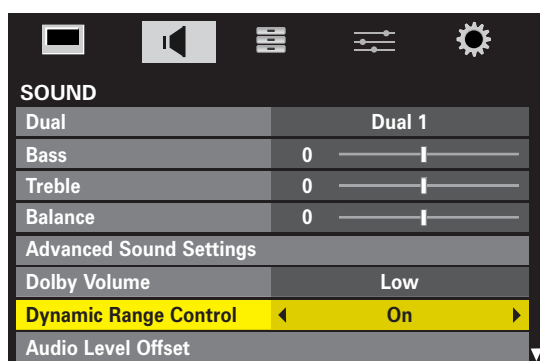 SOUND
Dual Dual 1
Bass 0
Treble 0
Balance 0
Advanced Sound Settings
Dolby Volume Low
Dynamic Range Control On
Audio Level Offset